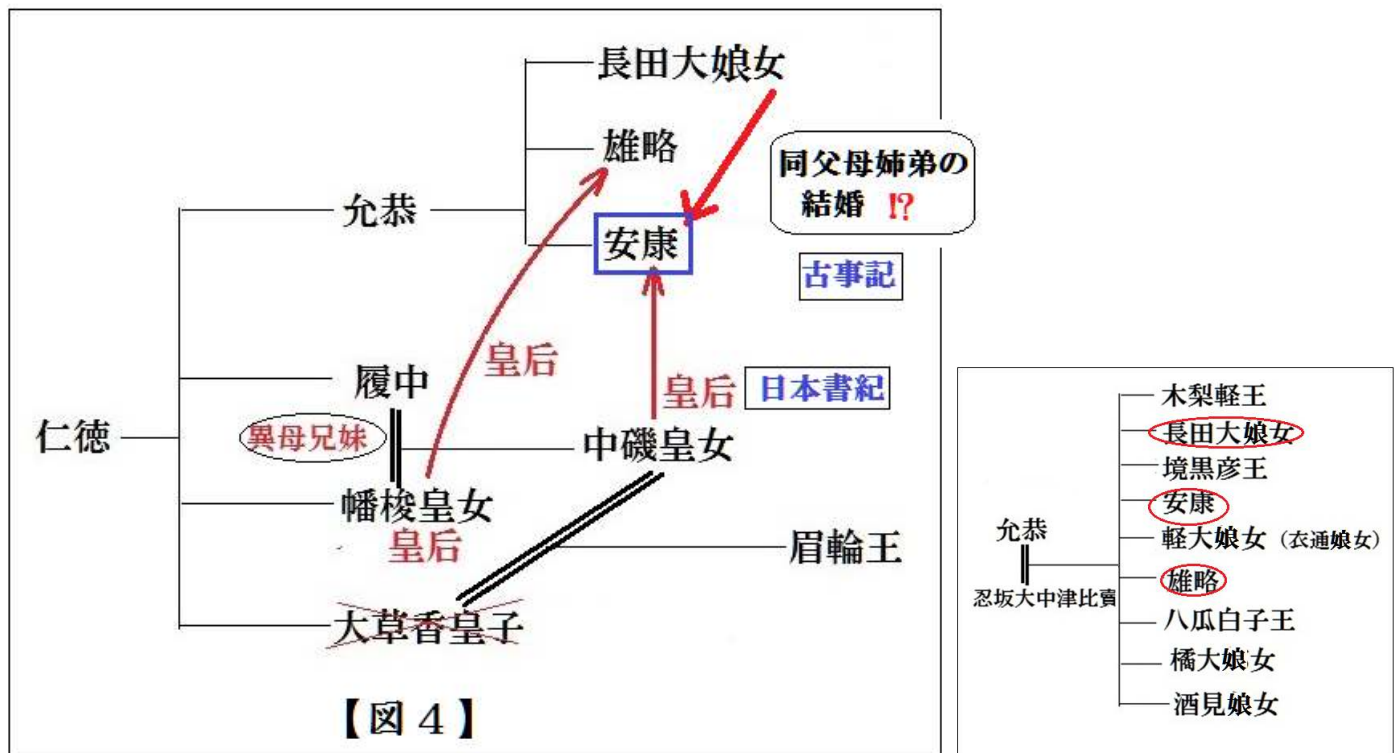 長田大娘女
雄略
同父母姉弟の
結婚 !?
允恭
安康
古事記
皇后
履中
皇后
日本書紀
仁徳
異母兄妹
中磯皇女
幡梭皇女
皇后
眉輪王
大草香皇子
【図４】
木梨軽王
長田大娘女
境黒彦王
安康
允恭
軽大娘女（衣通娘女）
雄略
忍坂大中津比賣
八瓜白子王
橘大娘女
酒見娘女